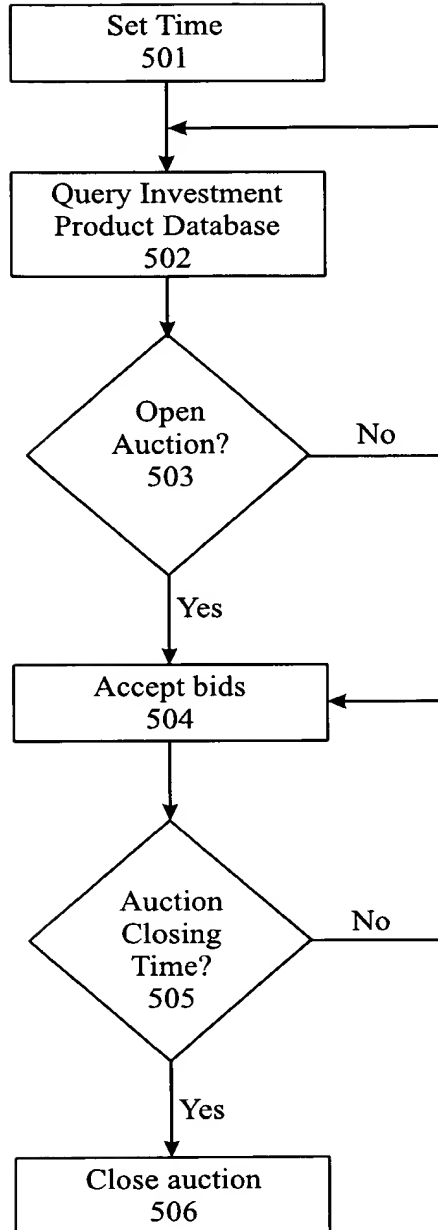 Set Time
501
Query Investment
Product Database
502
Open
Auction?
503
No
Yes
Accept bids
504
Auction
Closing
Time?
505
No
Yes
Close auction
506